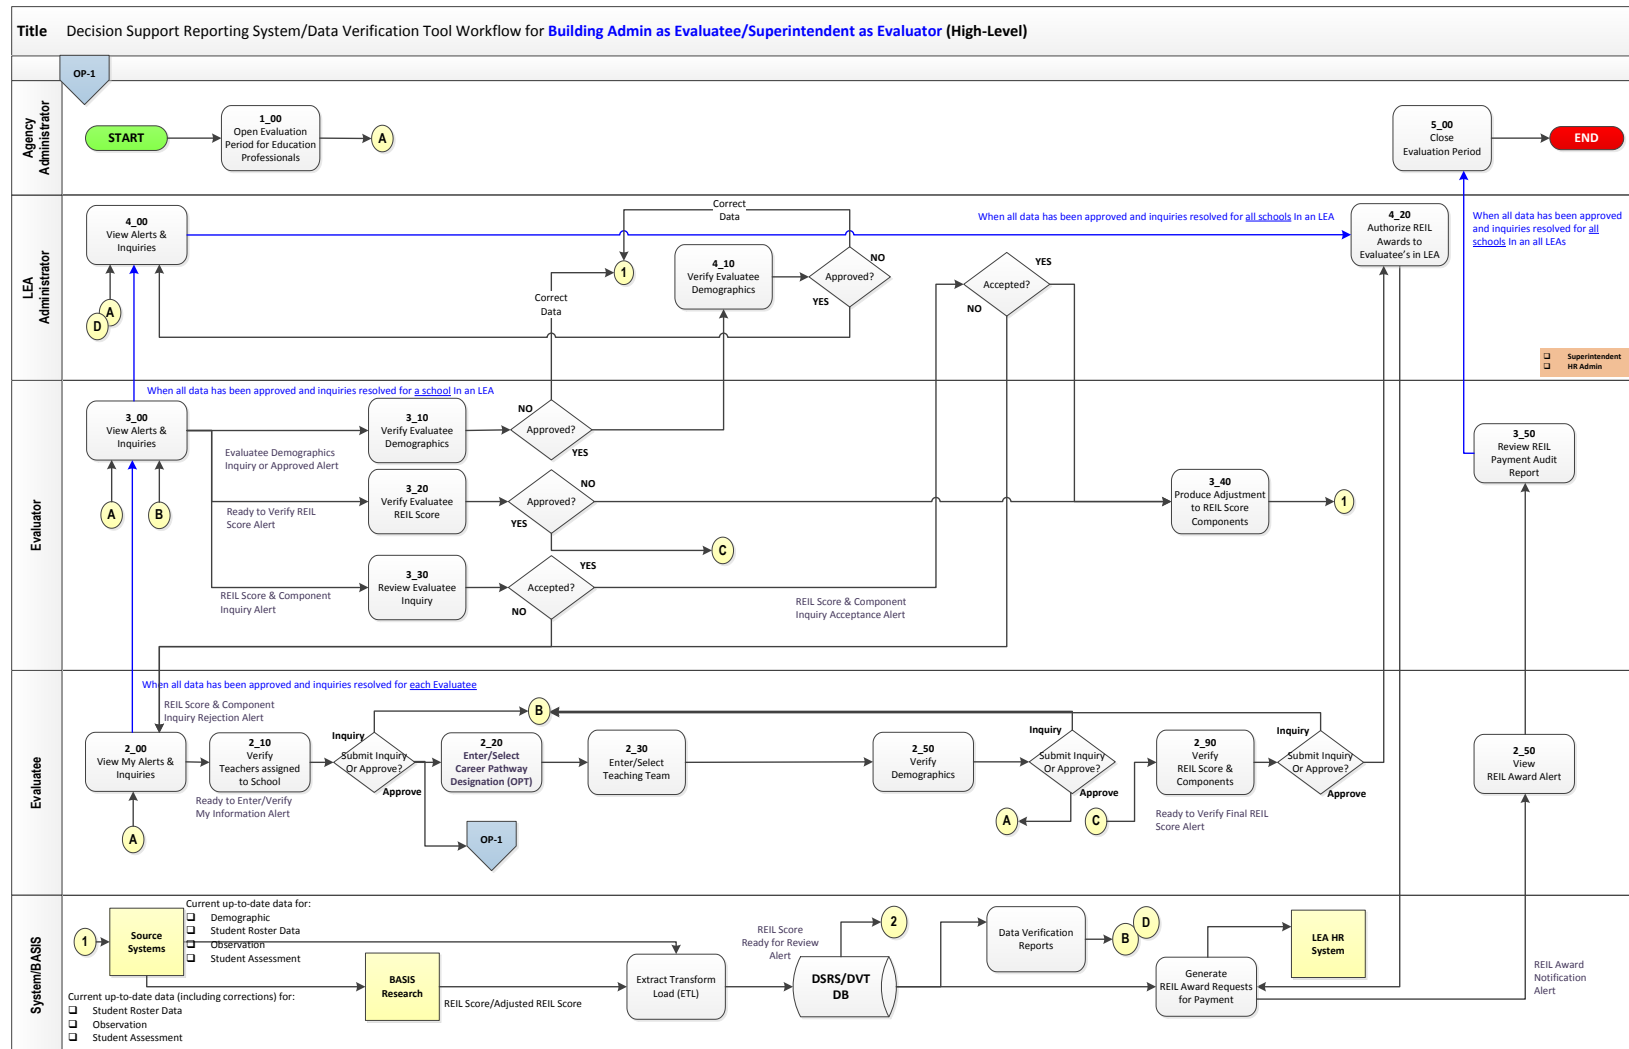 Title Decision Support Reporting System/Data Verification Tool Workflow for Building Admin as Evaluatee/Superintendent as Evaluator (High-Level)
OP-1
Agency
Administrator
START
1_00
Open Evaluation
Period for Education
Professionals
A
5_00
Close
Evaluation Period
END
LEA
Administrator
4_00
View Alerts &
Inquiries
A
D
Correct
Data
1
Correct
Data
4_10
Verify Evaluatee
Demographics
Approved?
NO
YES
When all data has been approved and inquiries resolved for all schools In an LEA
Accepted?
YES
NO
4_20
Authorize REIL
Awards to
Evaluatee's in LEA
When all data has been approved
and inquiries resolved for all
schools In an all LEAs
❑ Superintendent
❑ HR Admin
Evaluator
When all data has been approved and inquiries resolved for a school In an LEA
3_00
View Alerts &
Inquiries
A
B
Evaluatee Demographics
Inquiry or Approved Alert
3_10
Verify Evaluatee
Demographics
NO
Approved?
YES
Ready to Verify REIL
Score Alert
3_20
Verify Evaluatee
REIL Score
NO
Approved?
YES
C
REIL Score & Component
Inquiry Alert
3_30
Review Evaluatee
Inquiry
YES
Accepted?
NO
REIL Score & Component
Inquiry Acceptance Alert
3_40
Produce Adjustment
to REIL Score
Components
1
3_50
Review REIL
Payment Audit
Report
Evaluatee
When all data has been approved and inquiries resolved for each Evaluatee
REIL Score & Component
Inquiry Rejection Alert
2_00
View My Alerts &
Inquiries
A
2_10
Verify
Teachers assigned
to School
Ready to Enter/Verify
My Information Alert
Inquiry
Submit Inquiry
Or Approve?
Approve
B
OP-1
2_20
Enter/Select
Career Pathway
Designation (OPT)
2_30
Enter/Select
Teaching Team
2_50
Verify
Demographics
Inquiry
Submit Inquiry
Or Approve?
Approve
A
C
2_90
Verify
REIL Score &
Components
Ready to Verify Final REIL
Score Alert
Inquiry
Submit Inquiry
Or Approve?
Approve
2_50
View
REIL Award Alert
System/BASIS
1
Source
Systems
Current up-to-date data for:
❑ Demographic
❑ Student Roster Data
❑ Observation
❑ Student Assessment
Current up-to-date data (including corrections) for:
❑ Student Roster Data
❑ Observation
❑ Student Assessment
BASIS
Research
REIL Score/Adjusted REIL Score
Extract Transform
Load (ETL)
REIL Score
Ready for Review
Alert
2
DSRS/DVT
DB
Data Verification
Reports
B
D
Generate
REIL Award Requests
for Payment
LEA HR
System
REIL Award
Notification
Alert